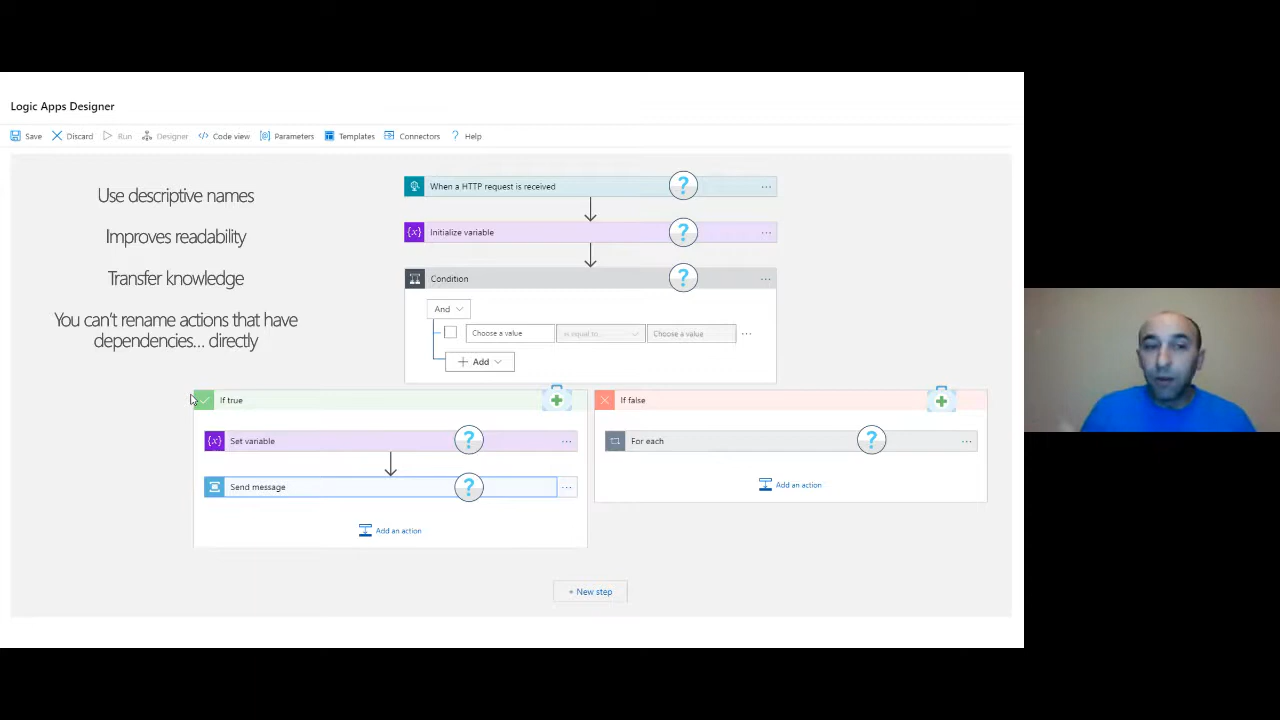 Logic Apps Designer
Save Discard Run Designer Code view Parameters Templates Connectors ? Help
Use descriptive names
Improves readability
Transfer knowledge
You can't rename actions that have
dependencies... directly
When a HTTP request is received ? ...
{x} Initialize variable ? ...
Condition ? ...
And
Choose a value is equal to... Choose a value ...
+ Add
If true
If false
{x} Set variable ? ...
For each ? ...
Send message ? ...
Add an action
Add an action
+ New step